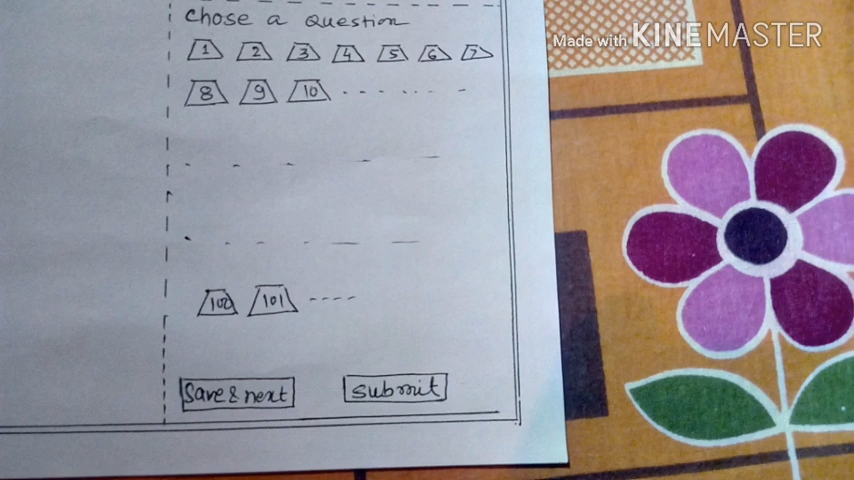 Made with KINEMASTER
Chose a Question
1 2 3 4 5 6 7
8 9 10
100 101
Save & next submit